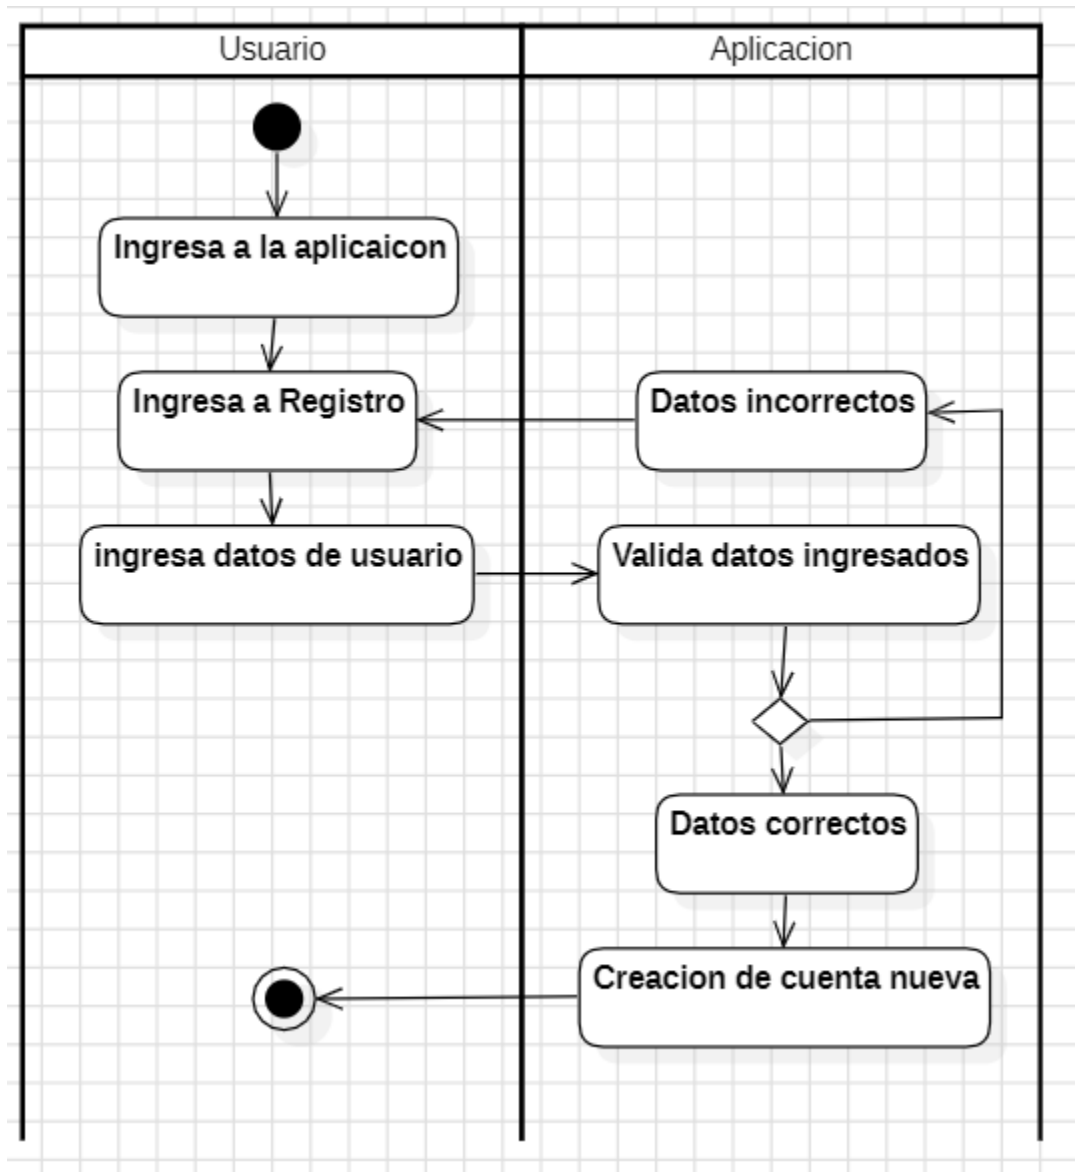 Usuario
Aplicacion
Ingresa a la aplicaicon
Ingresa a Registro
Datos incorrectos
ingresa datos de usuario
Valida datos ingresados
Datos correctos
Creacion de cuenta nueva